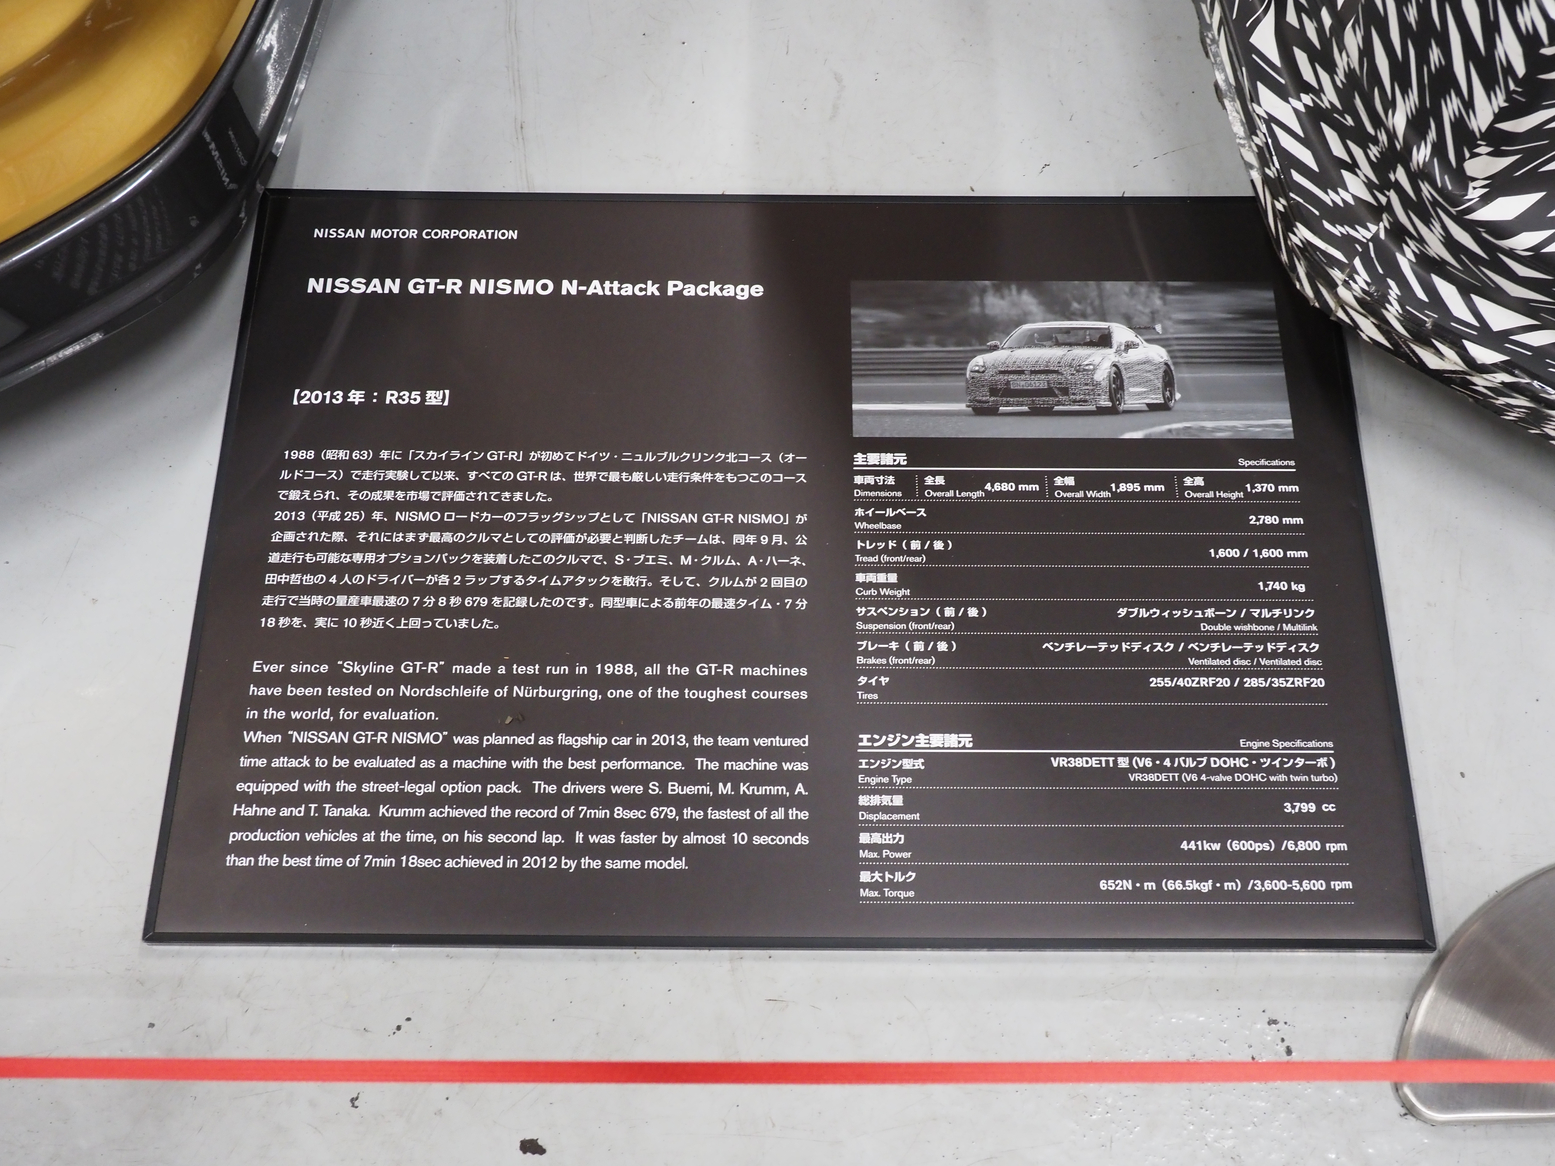 NISSAN MOTOR CORPORATION
NISSAN GT-R NISMO N-Attack Package
【2013 年：R35 型】
1988（昭和 63）年に「スカイライン GT-R」が初めてドイツ・ニュルブルクリンク北コース（オー
ルドコース）で走行実験して以来、すべての GT-R は、世界で最も厳しい走行条件をもつこのコース
で鍛えられ、その成果を市場で評価されてきました。
2013（平成 25）年、NISMO ロードカーのフラッグシップとして「NISSAN GT-R NISMO」が
企画された際、それにはまず最高のクルマとしての評価が必要と判断したチームは、同年 9 月、公
道走行も可能な専用オプションパックを装着したこのクルマで、S・ブエミ、M・クルム、A・ハーネ、
田中哲也の 4 人のドライバーが各 2 ラップするタイムアタックを敢行。そして、クルムが 2 回目の
走行で当時の量産車最速の 7 分 8 秒 679 を記録したのです。同型車による前年の最速タイム・7 分
18 秒を、実に 10 秒近く上回っていました。
Ever since “Skyline GT-R” made a test run in 1988, all the GT-R machines
have been tested on Nordschleife of Nürburgring, one of the toughest courses
in the world, for evaluation.
When “NISSAN GT-R NISMO” was planned as flagship car in 2013, the team ventured
time attack to be evaluated as a machine with the best performance. The machine was
equipped with the street-legal option pack. The drivers were S. Buemi, M. Krumm, A.
Hahne and T. Tanaka. Krumm achieved the record of 7min 8sec 679, the fastest of all the
production vehicles at the time, on his second lap. It was faster by almost 10 seconds
than the best time of 7min 18sec achieved in 2012 by the same model.
主要諸元 Specifications
車両寸法 全長 4,680 mm 全幅 1,895 mm 全高 1,370 mm
Dimensions Overall Length Overall Width Overall Height
ホイールベース 2,780 mm
Wheelbase
トレッド（前 / 後） 1,600 / 1,600 mm
Tread (front/rear)
車両重量 1,740 kg
Curb Weight
サスペンション（前 / 後） ダブルウィッシュボーン / マルチリンク
Suspension (front/rear) Double wishbone / Multilink
ブレーキ（前 / 後） ベンチレーテッドディスク / ベンチレーテッドディスク
Brakes (front/rear) Ventilated disc / Ventilated disc
タイヤ 255/40ZRF20 / 285/35ZRF20
Tires
エンジン主要諸元 Engine Specifications
エンジン型式 VR38DETT 型 (V6・4 バルブ DOHC・ツインターボ )
Engine Type VR38DETT (V6 4-valve DOHC with twin turbo)
総排気量 3,799 cc
Displacement
最高出力 441kw（600ps）/6,800 rpm
Max. Power
最大トルク 652N・m（66.5kgf・m）/3,600-5,600 rpm
Max. Torque